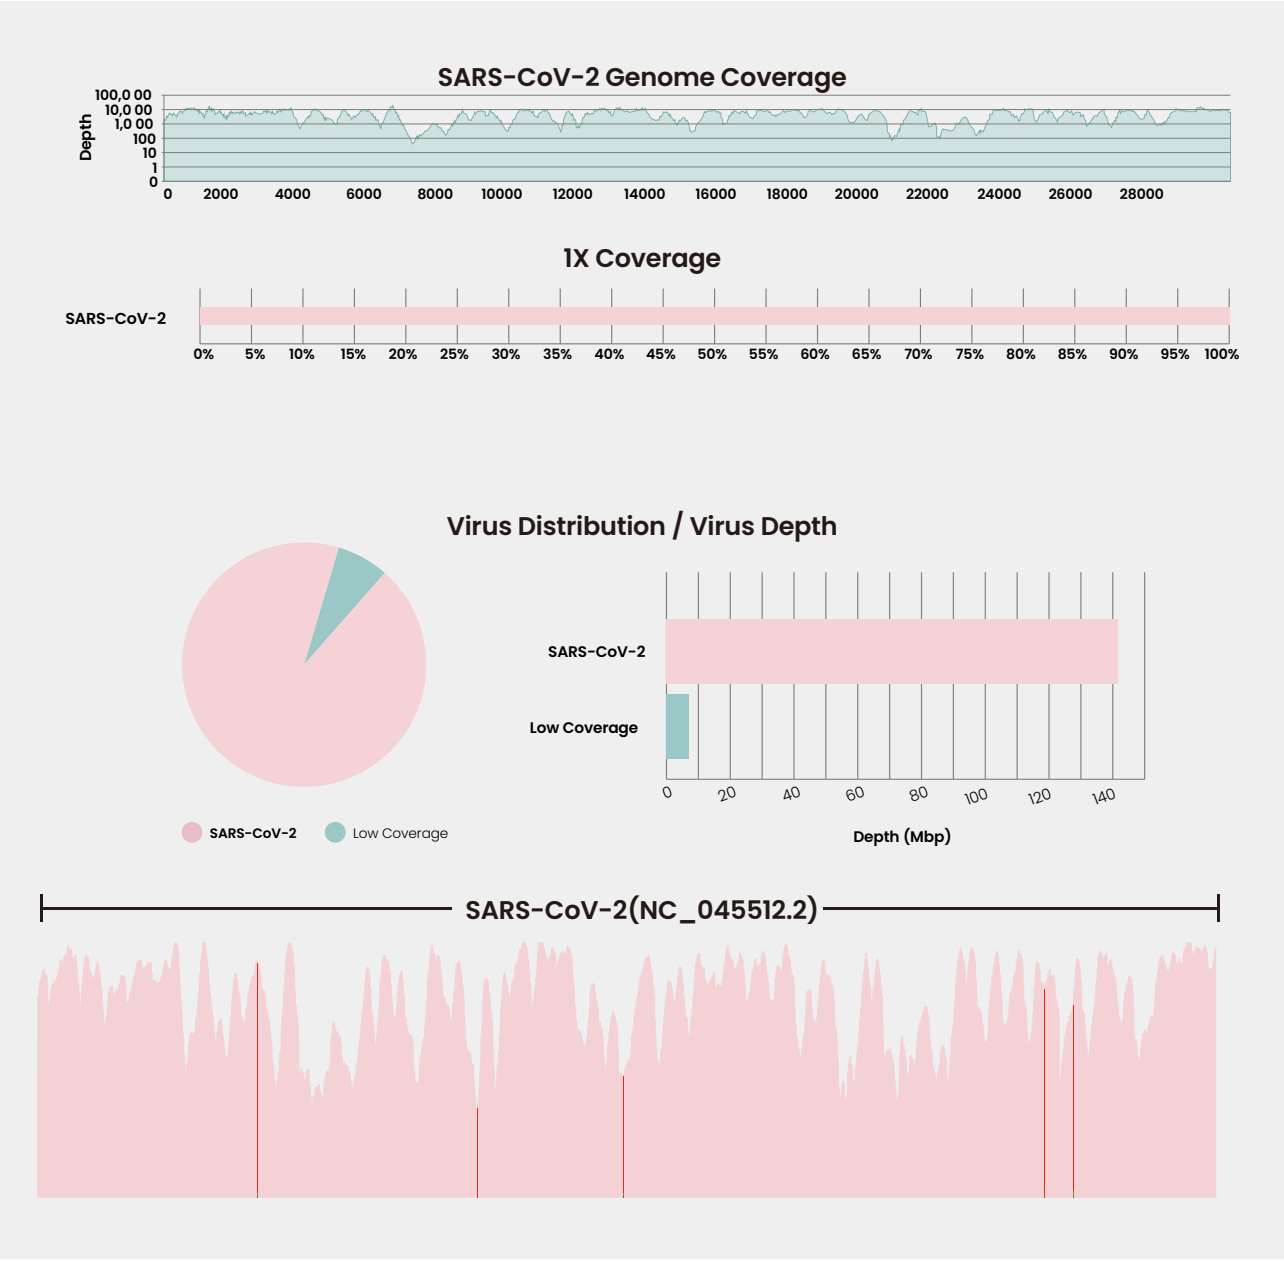 SARS-CoV-2 Genome Coverage
Depth
100,0 00
10,0 00
1,0 00
100
10
1
0
0 2000 4000 6000 8000 10000 12000 14000 16000 18000 20000 22000 24000 26000 28000
1X Coverage
SARS-CoV-2
0% 5% 10% 15% 20% 25% 30% 35% 40% 45% 50% 55% 60% 65% 70% 75% 80% 85% 90% 95% 100%
Virus Distribution / Virus Depth
SARS-CoV-2
Low Coverage
0 20 40 60 80 100 120 140
Depth (Mbp)
SARS-CoV-2 Low Coverage
SARS-CoV-2(NC_045512.2)